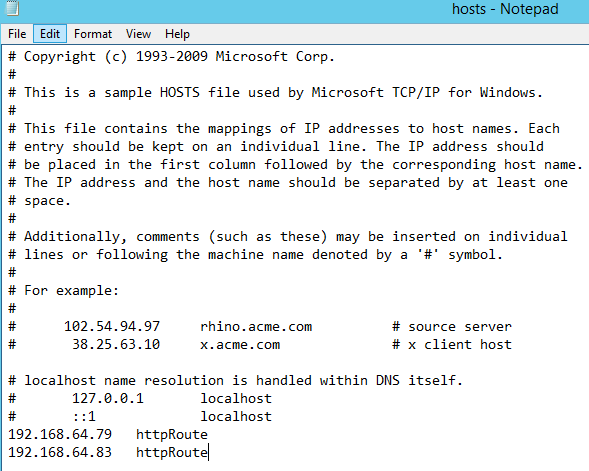 hosts - Notepad
File Edit Format View Help
# Copyright (c) 1993-2009 Microsoft Corp.
#
# This is a sample HOSTS file used by Microsoft TCP/IP for Windows.
#
# This file contains the mappings of IP addresses to host names. Each
# entry should be kept on an individual line. The IP address should
# be placed in the first column followed by the corresponding host name.
# The IP address and the host name should be separated by at least one
# space.
#
# Additionally, comments (such as these) may be inserted on individual
# lines or following the machine name denoted by a '#' symbol.
#
# For example:
#
#      102.54.94.97     rhino.acme.com          # source server
#       38.25.63.10     x.acme.com              # x client host

# localhost name resolution is handled within DNS itself.
#       127.0.0.1       localhost
#       ::1             localhost
192.168.64.79   httpRoute
192.168.64.83   httpRoute